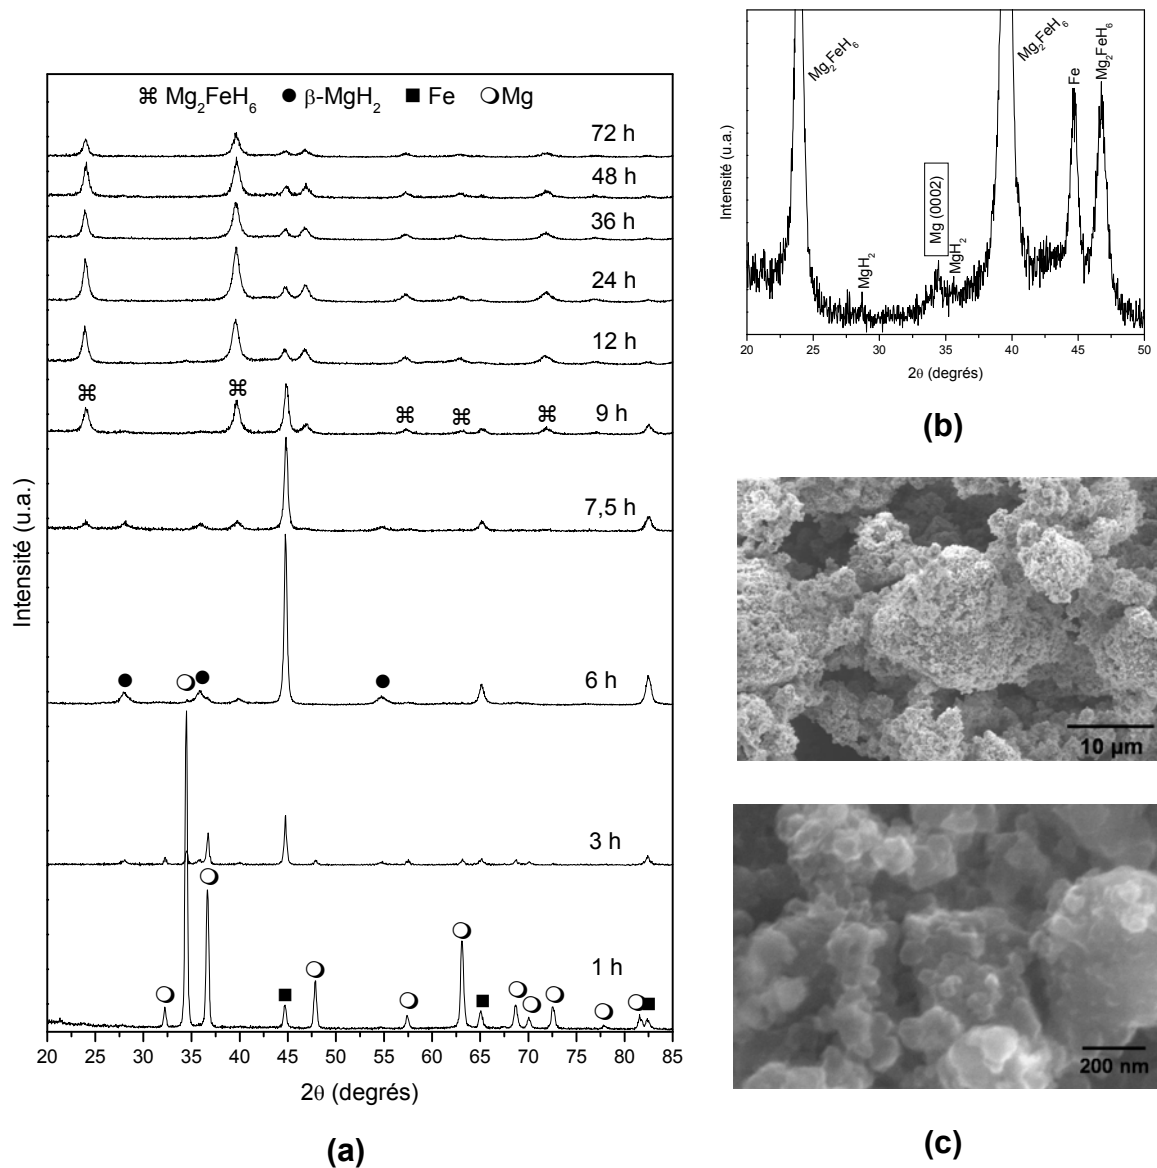 ⌘ Mg₂FeH₆ ● β-MgH₂ ■ Fe ❍ Mg
72 h
48 h
36 h
24 h
12 h
9 h
7,5 h
6 h
3 h
1 h
Intensité (u.a.)
20 25 30 35 40 45 50 55 60 65 70 75 80 85
2θ (degrés)
(a)
Mg₂FeH₆
MgH₂
Mg (0002)
MgH₂
Mg₂FeH₆
Fe
Mg₂FeH₆
Intensité (u.a.)
20 25 30 35 40 45 50
2θ (degrés)
(b)
10 µm
200 nm
(c)